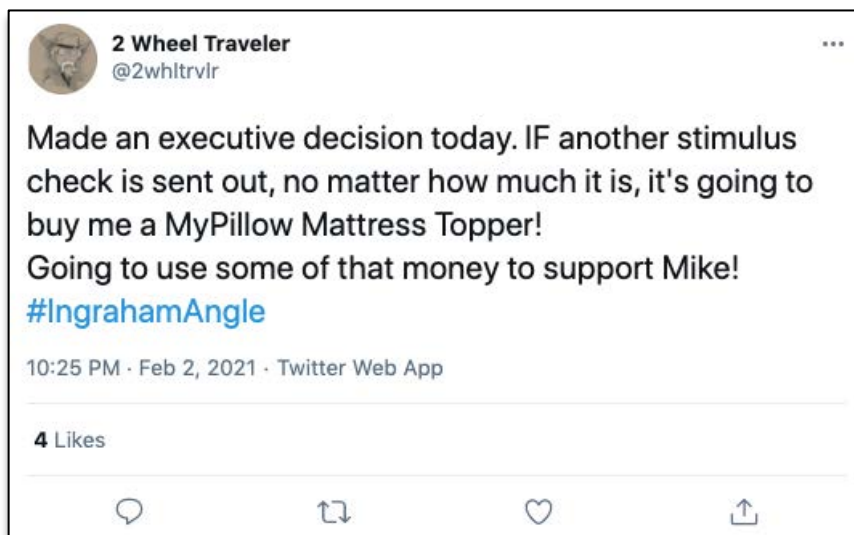 2 Wheel Traveler
@2whltrvlr
Made an executive decision today. IF another stimulus
check is sent out, no matter how much it is, it's going to
buy me a MyPillow Mattress Topper!
Going to use some of that money to support Mike!
#IngrahamAngle
10:25 PM · Feb 2, 2021 · Twitter Web App
4 Likes